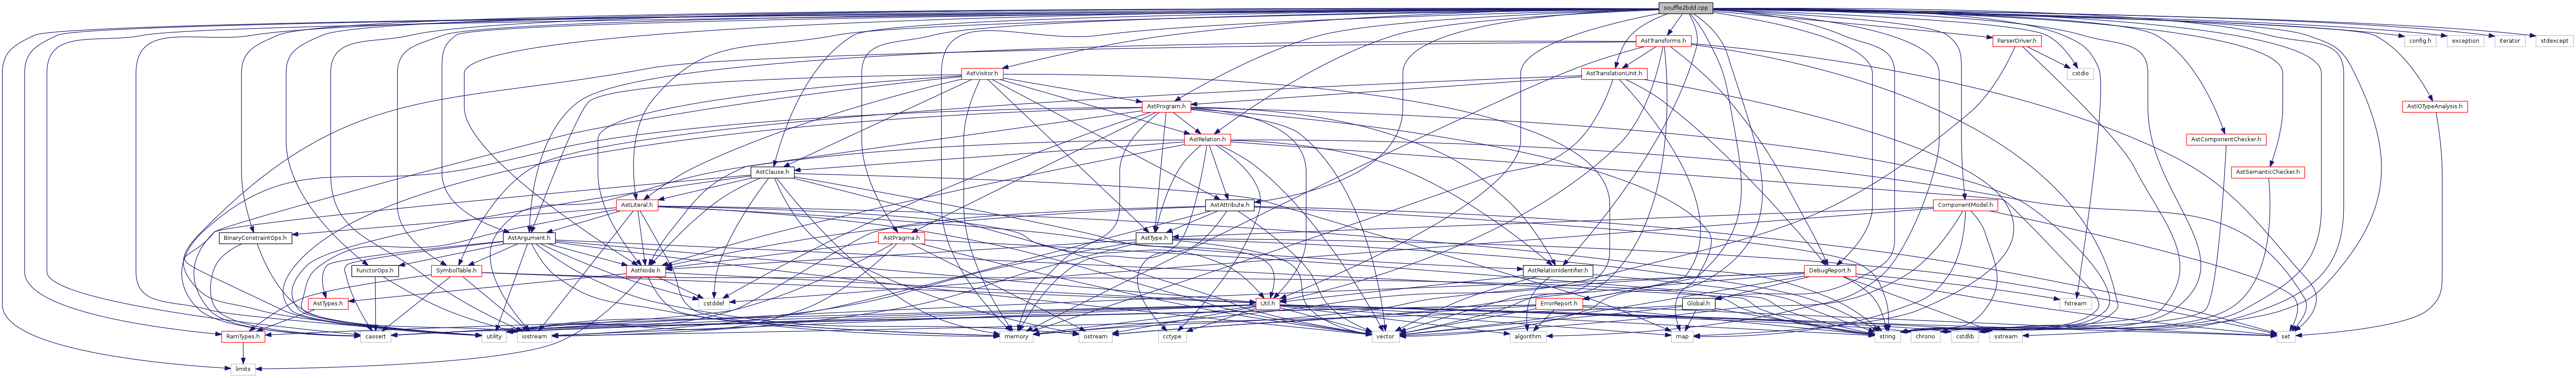 souffle2bdd.cpp
AstTransforms.h
ParserDriver.h
config.h
exception
iterator
stdexcept
AstVisitor.h
AstTranslationUnit.h
cstdio
AstProgram.h
AstIOTypeAnalysis.h
AstRelation.h
AstComponentChecker.h
AstClause.h
AstSemanticChecker.h
AstLiteral.h
AstAttribute.h
ComponentModel.h
BinaryConstraintOps.h
AstArgument.h
AstPragma.h
AstType.h
FunctorOps.h
SymbolTable.h
AstNode.h
AstRelationIdentifier.h
DebugReport.h
AstTypes.h
cstddef
Util.h
ErrorReport.h
Global.h
fstream
RamTypes.h
cassert
utility
iostream
memory
ostream
cctype
vector
algorithm
map
string
chrono
cstdlib
sstream
set
limits